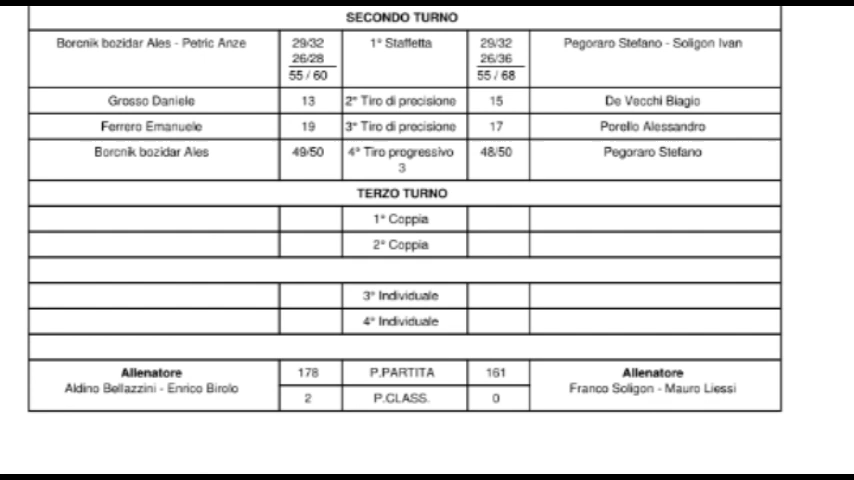 SECONDO TURNO
Borcnik bozidar Ales - Petric Anze 29/32 1° Staffetta 29/32 Pegoraro Stefano - Soligon Ivan
26/28 26/36
55 / 60 55 / 68
Grosso Daniele 13 2° Tiro di precisione 15 De Vecchi Biagio
Ferrero Emanuele 19 3° Tiro di precisione 17 Porello Alessandro
Borcnik bozidar Ales 49/50 4° Tiro progressivo 48/50 Pegoraro Stefano
3
TERZO TURNO
1° Coppia
2° Coppia
3° Individuale
4° Individuale
Allenatore 178 P.PARTITA 161 Allenatore
Aldino Bellazzini - Enrico Birolo Franco Soligon - Mauro Liessi
2 P.CLASS. 0